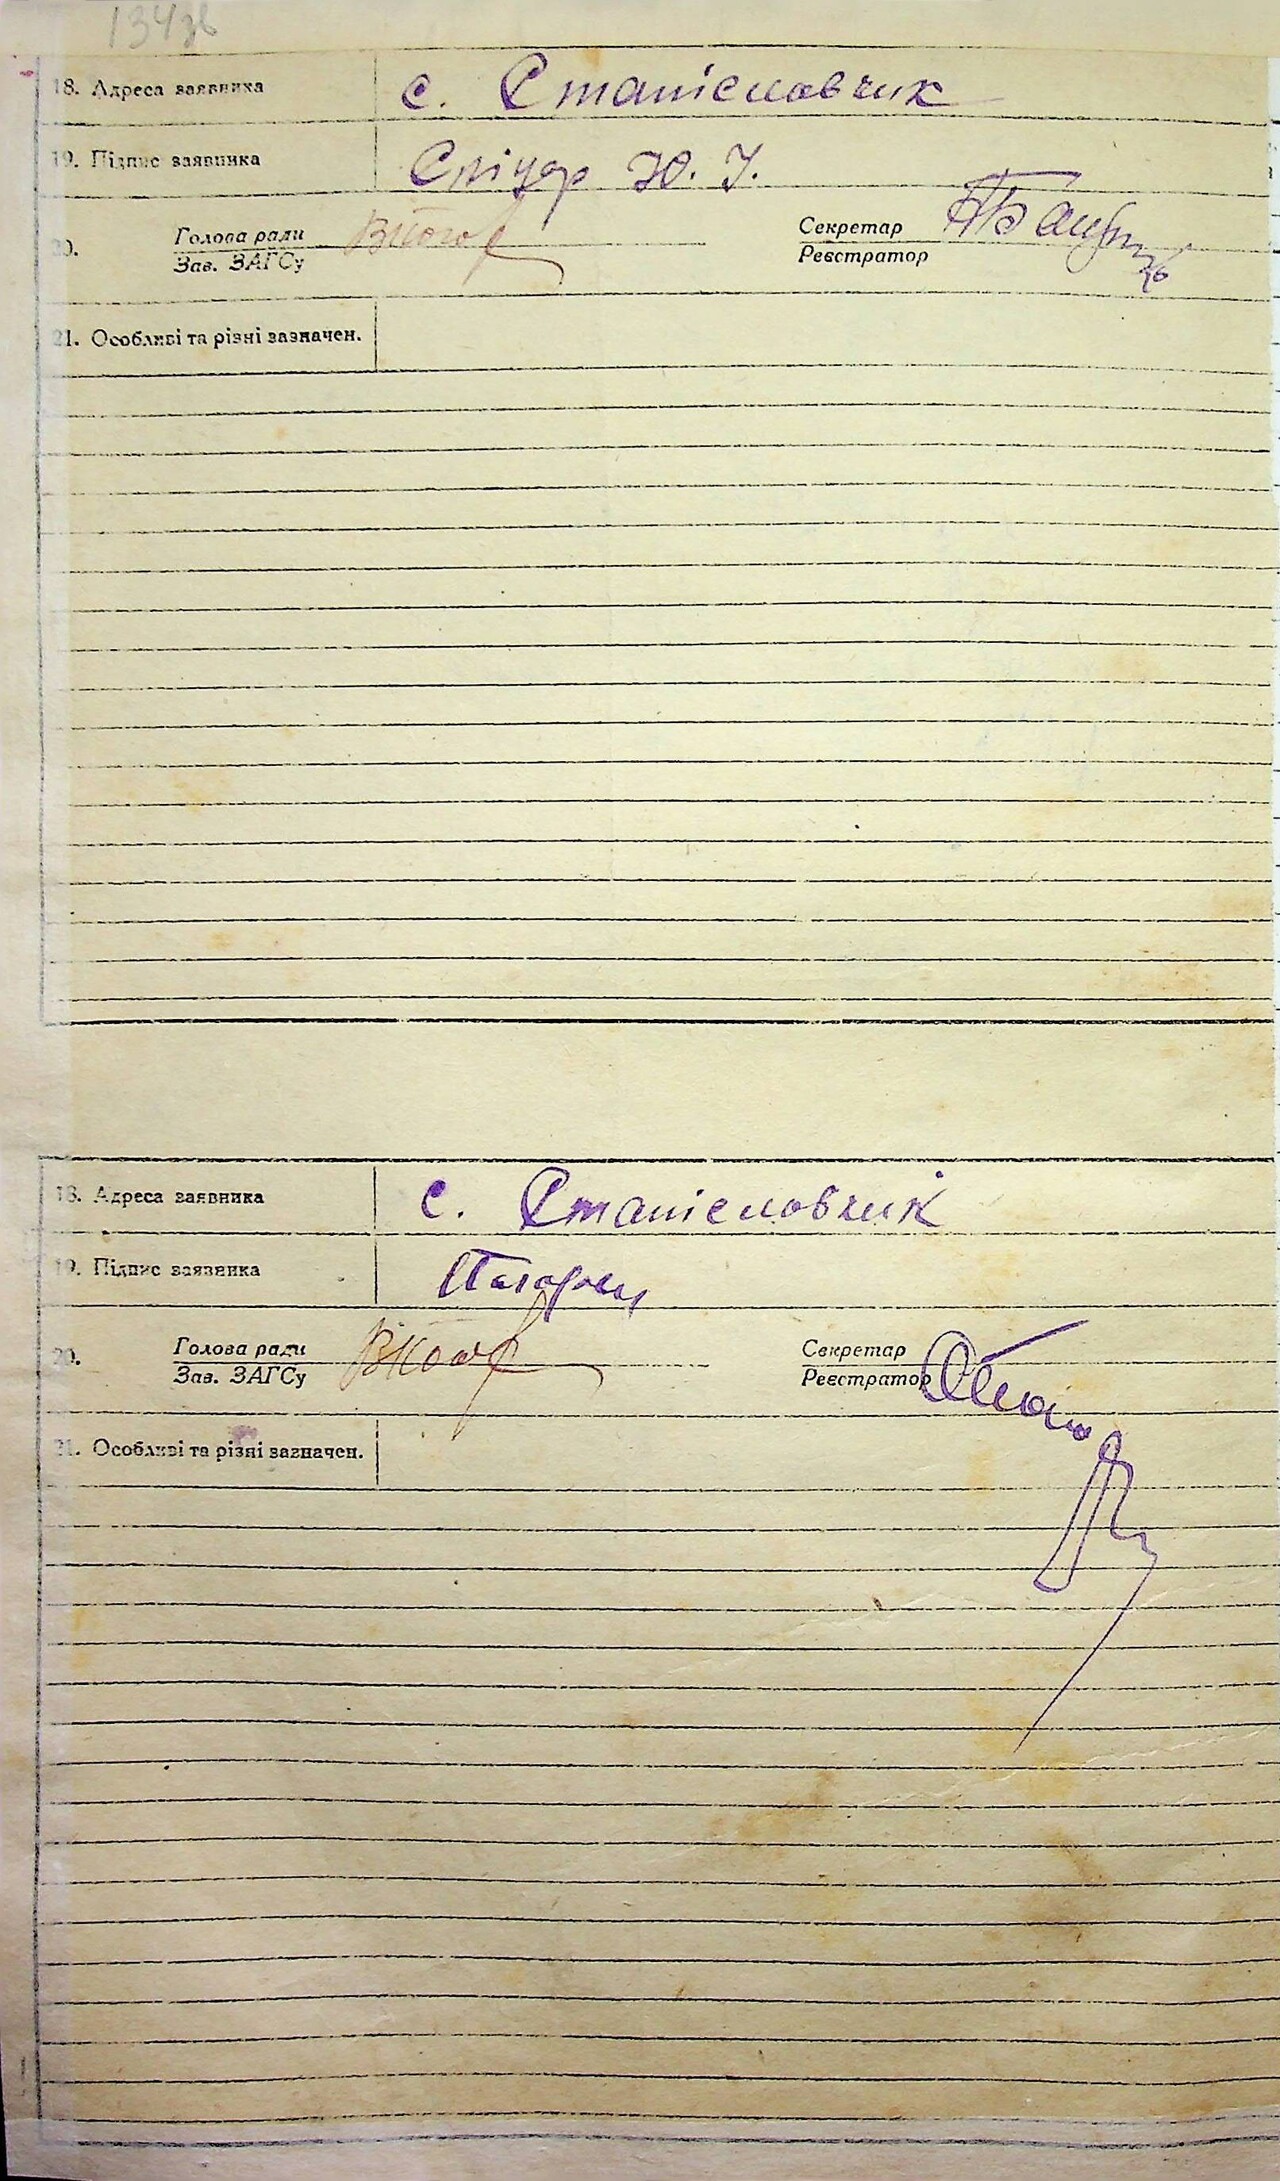 134зв
18. Адреса заявника с. Станіславчик
19. Підпис заявника Спіцар Ю. У.
20. Голова ради
Зав. ЗАГСу
Секретар
Реєстратор
21. Особливі та різні зазначен.
18. Адреса заявника с. Станіславчик
19. Підпис заявника
20. Голова ради
Зав. ЗАГСу
Секретар
Реєстратор
21. Особливі та різні зазначен.